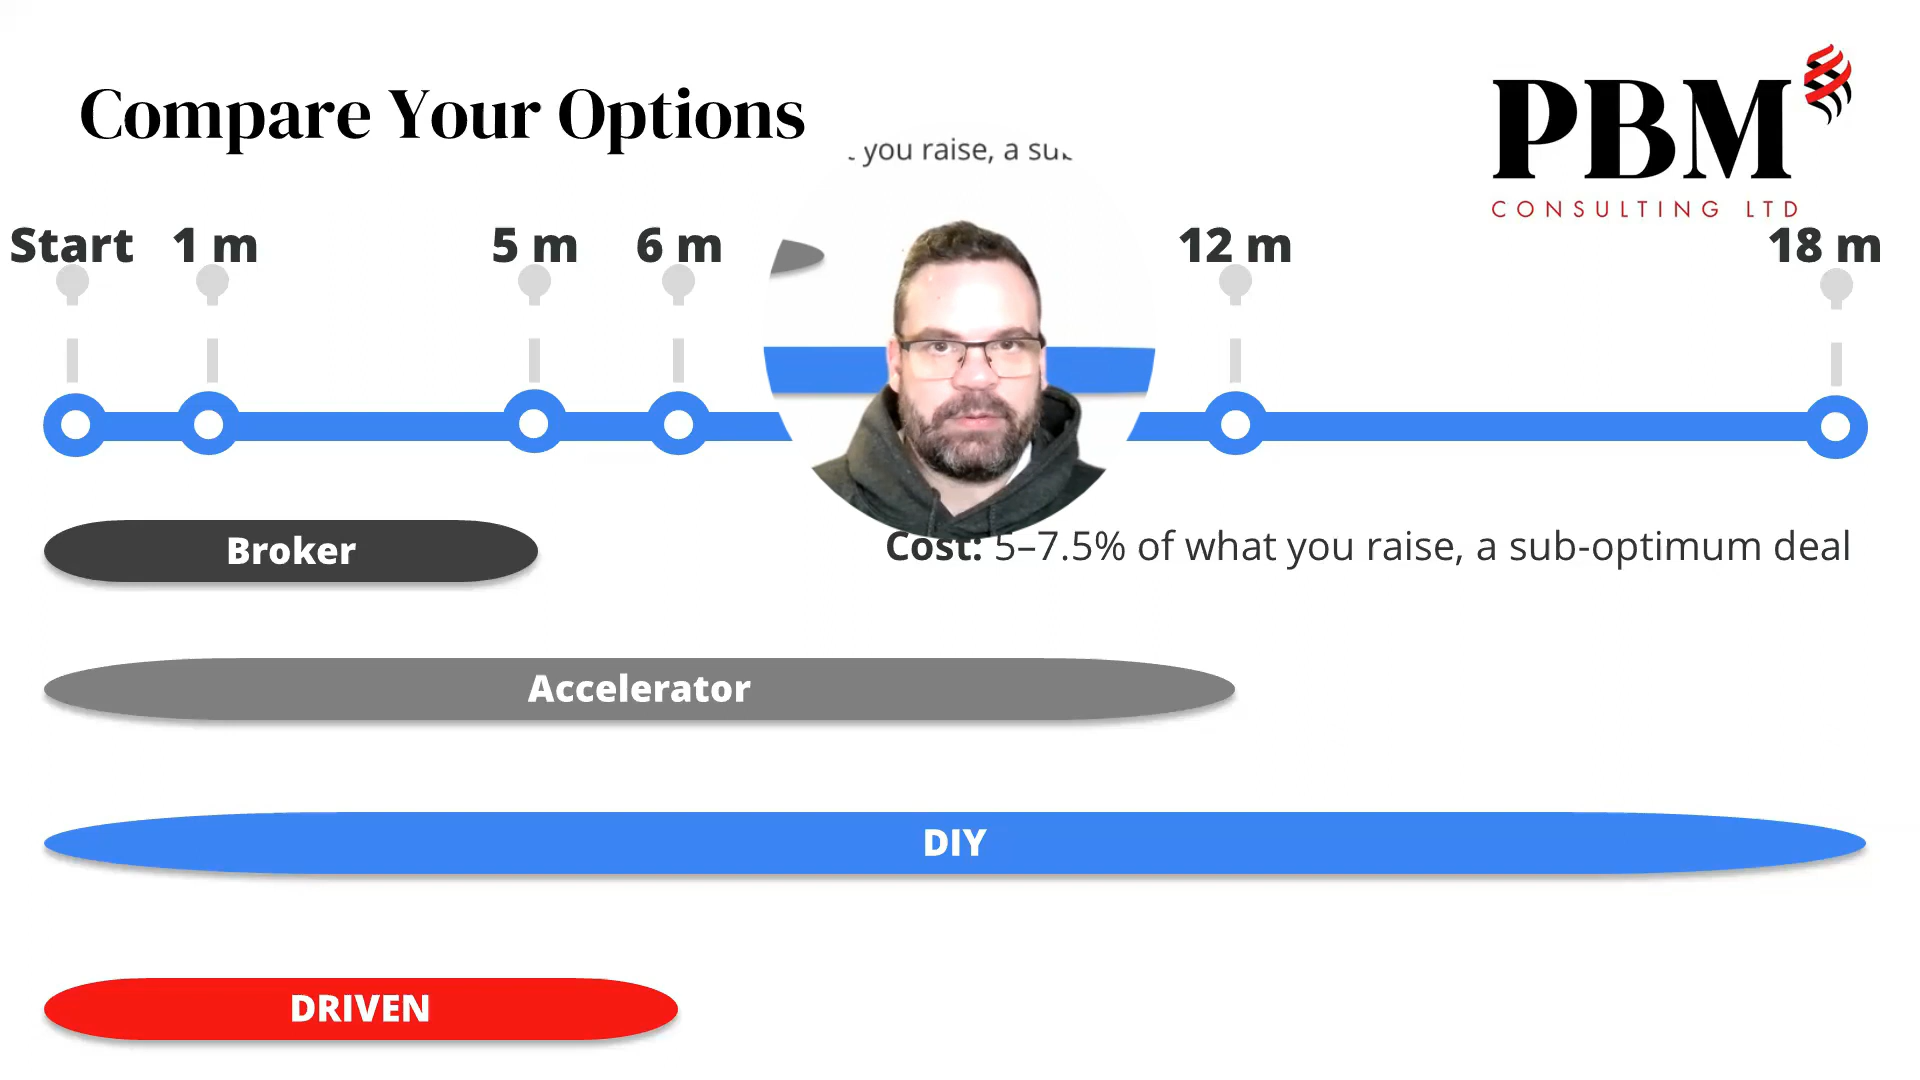 Compare Your Options
PBM
CONSULTING LTD
you raise, a
Start 1 m 5 m 6 m 12 m 18 m
Broker
Cost: 5–7.5% of what you raise, a sub-optimum deal
Accelerator
DIY
DRIVEN